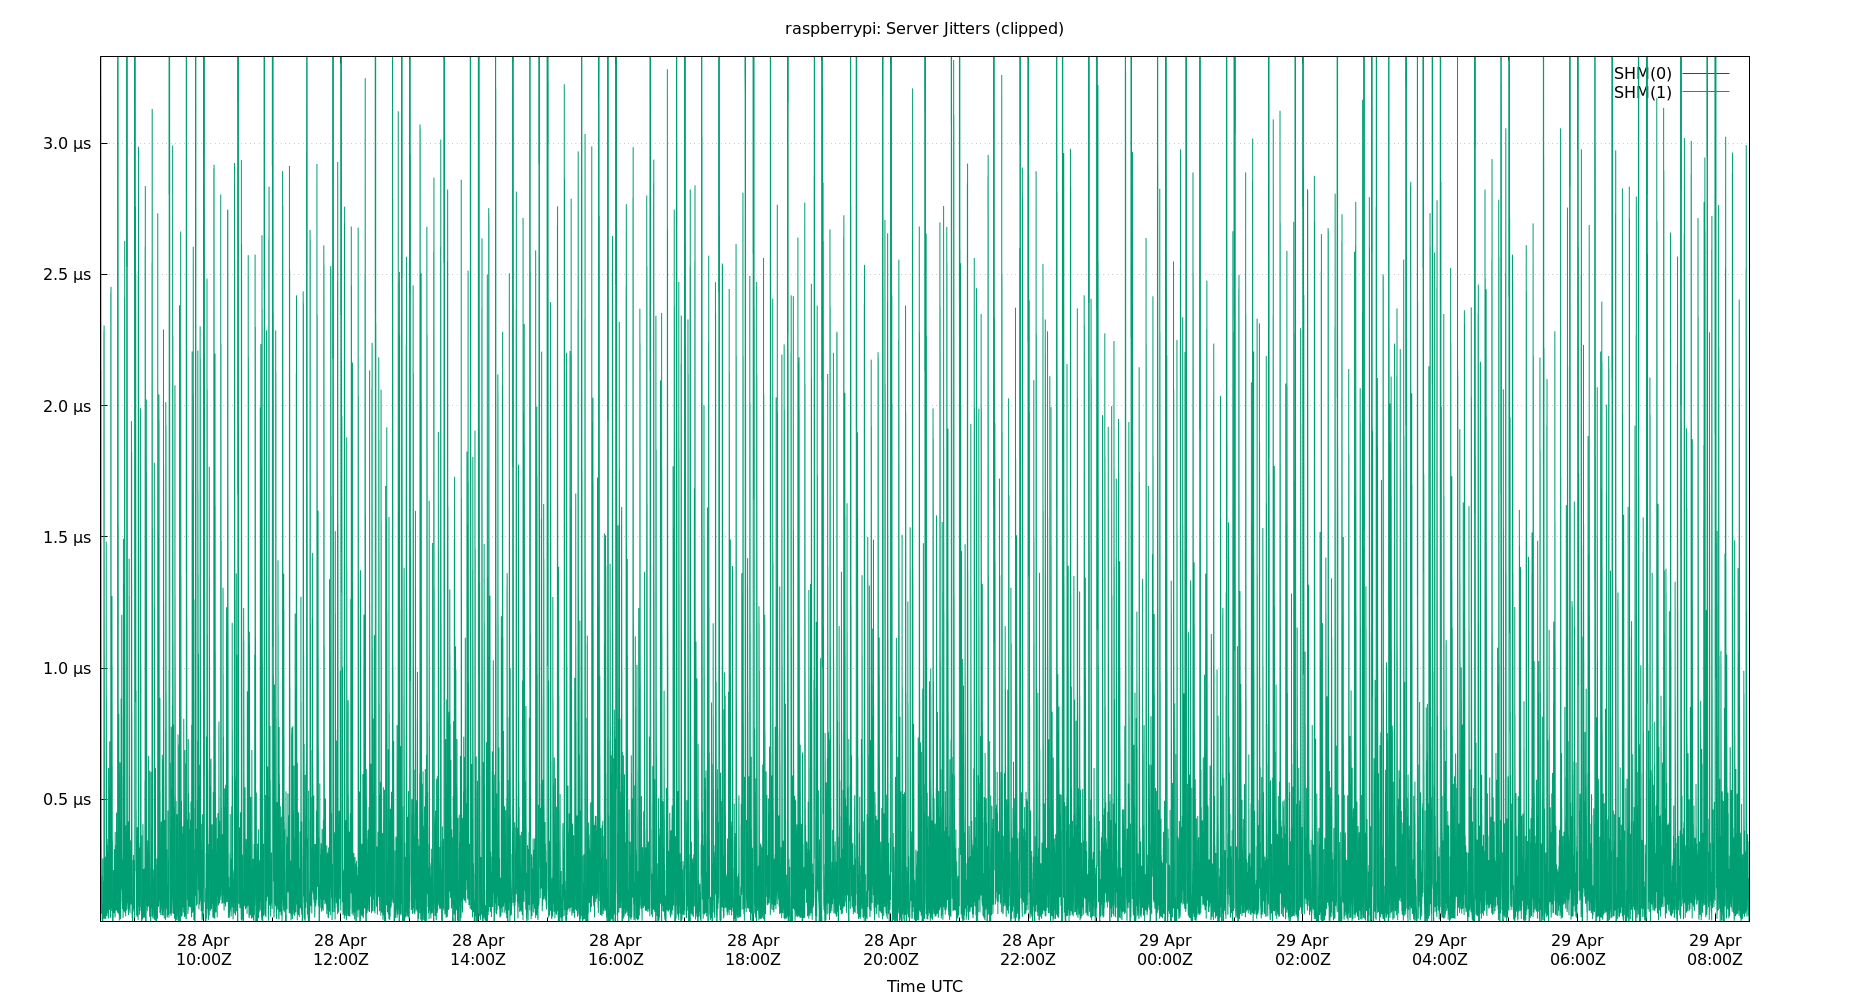 raspberrypi: Server Jitters (clipped)
SHM(0)
SHM(1)
3.0 µs
2.5 µs
2.0 µs
1.5 µs
1.0 µs
0.5 µs
28 Apr 28 Apr 28 Apr 28 Apr 28 Apr 28 Apr 28 Apr 29 Apr 29 Apr 29 Apr 29 Apr 29 Apr
10:00Z 12:00Z 14:00Z 16:00Z 18:00Z 20:00Z 22:00Z 00:00Z 02:00Z 04:00Z 06:00Z 08:00Z
Time UTC